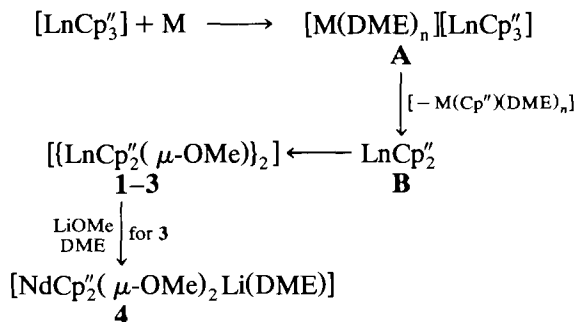 [LnCp″₃] + M ⟶ [M(DME)ₙ][LnCp″₃]
A
[−M(Cp″)(DME)ₙ]
[{LnCp″₂(μ-OMe)}₂] ⟵ LnCp″₂
1–3 B
LiOMe
DME
for 3
[NdCp″₂(μ-OMe)₂Li(DME)]
4